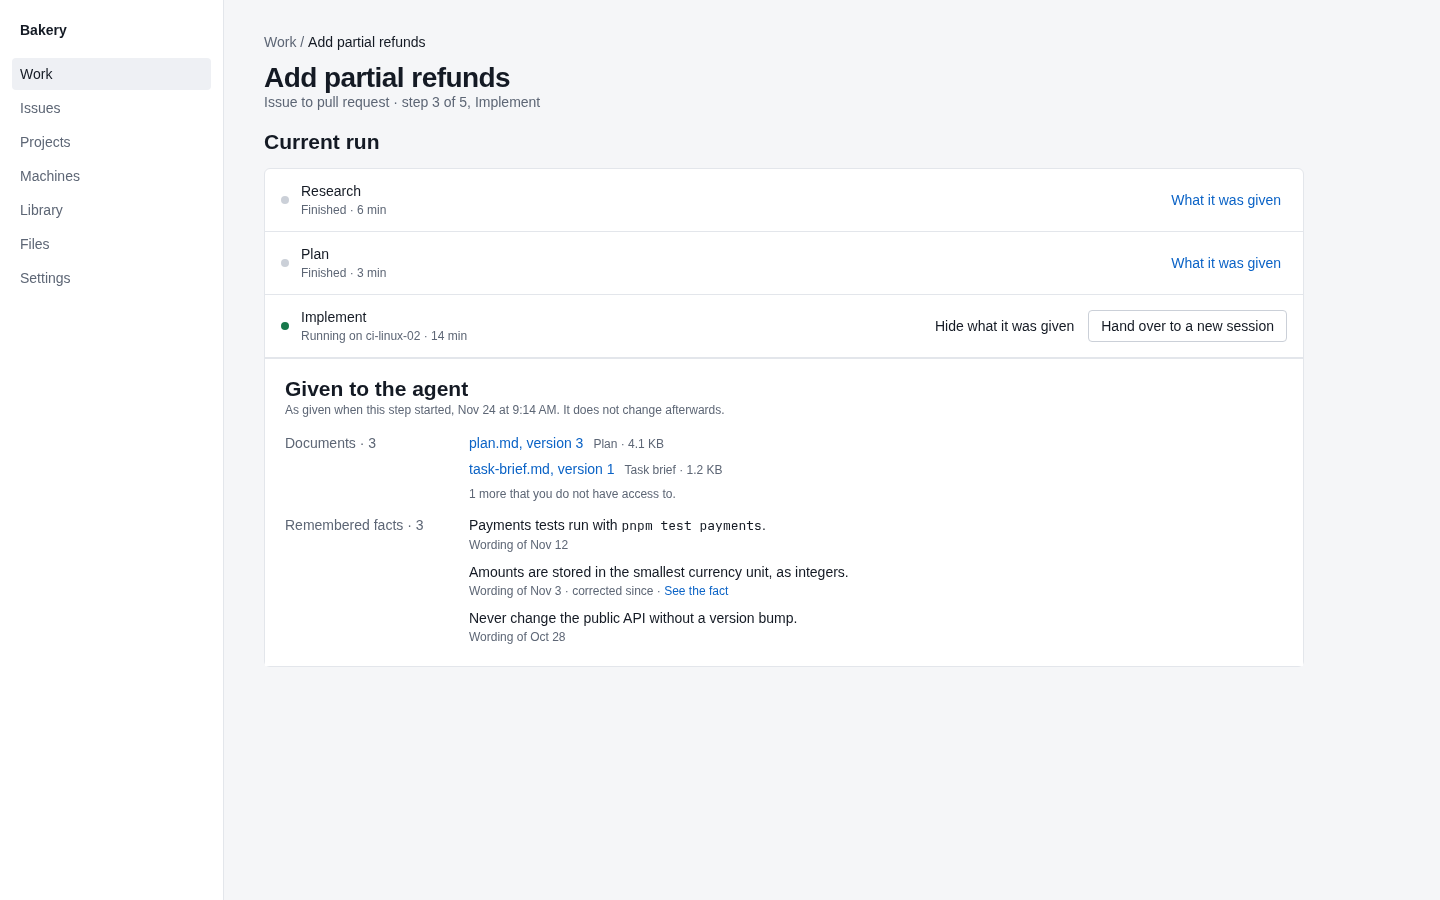 Bakery
Work
Issues
Projects
Machines
Library
Files
Settings
Work / Add partial refunds
Add partial refunds
Issue to pull request · step 3 of 5, Implement
Current run
Research
Finished · 6 min
What it was given
Plan
Finished · 3 min
What it was given
Implement
Running on ci-linux-02 · 14 min
Hide what it was given
Hand over to a new session
Given to the agent
As given when this step started, Nov 24 at 9:14 AM. It does not change afterwards.
Documents · 3
plan.md, version 3 Plan · 4.1 KB
task-brief.md, version 1 Task brief · 1.2 KB
1 more that you do not have access to.
Remembered facts · 3
Payments tests run with pnpm test payments.
Wording of Nov 12
Amounts are stored in the smallest currency unit, as integers.
Wording of Nov 3 · corrected since · See the fact
Never change the public API without a version bump.
Wording of Oct 28